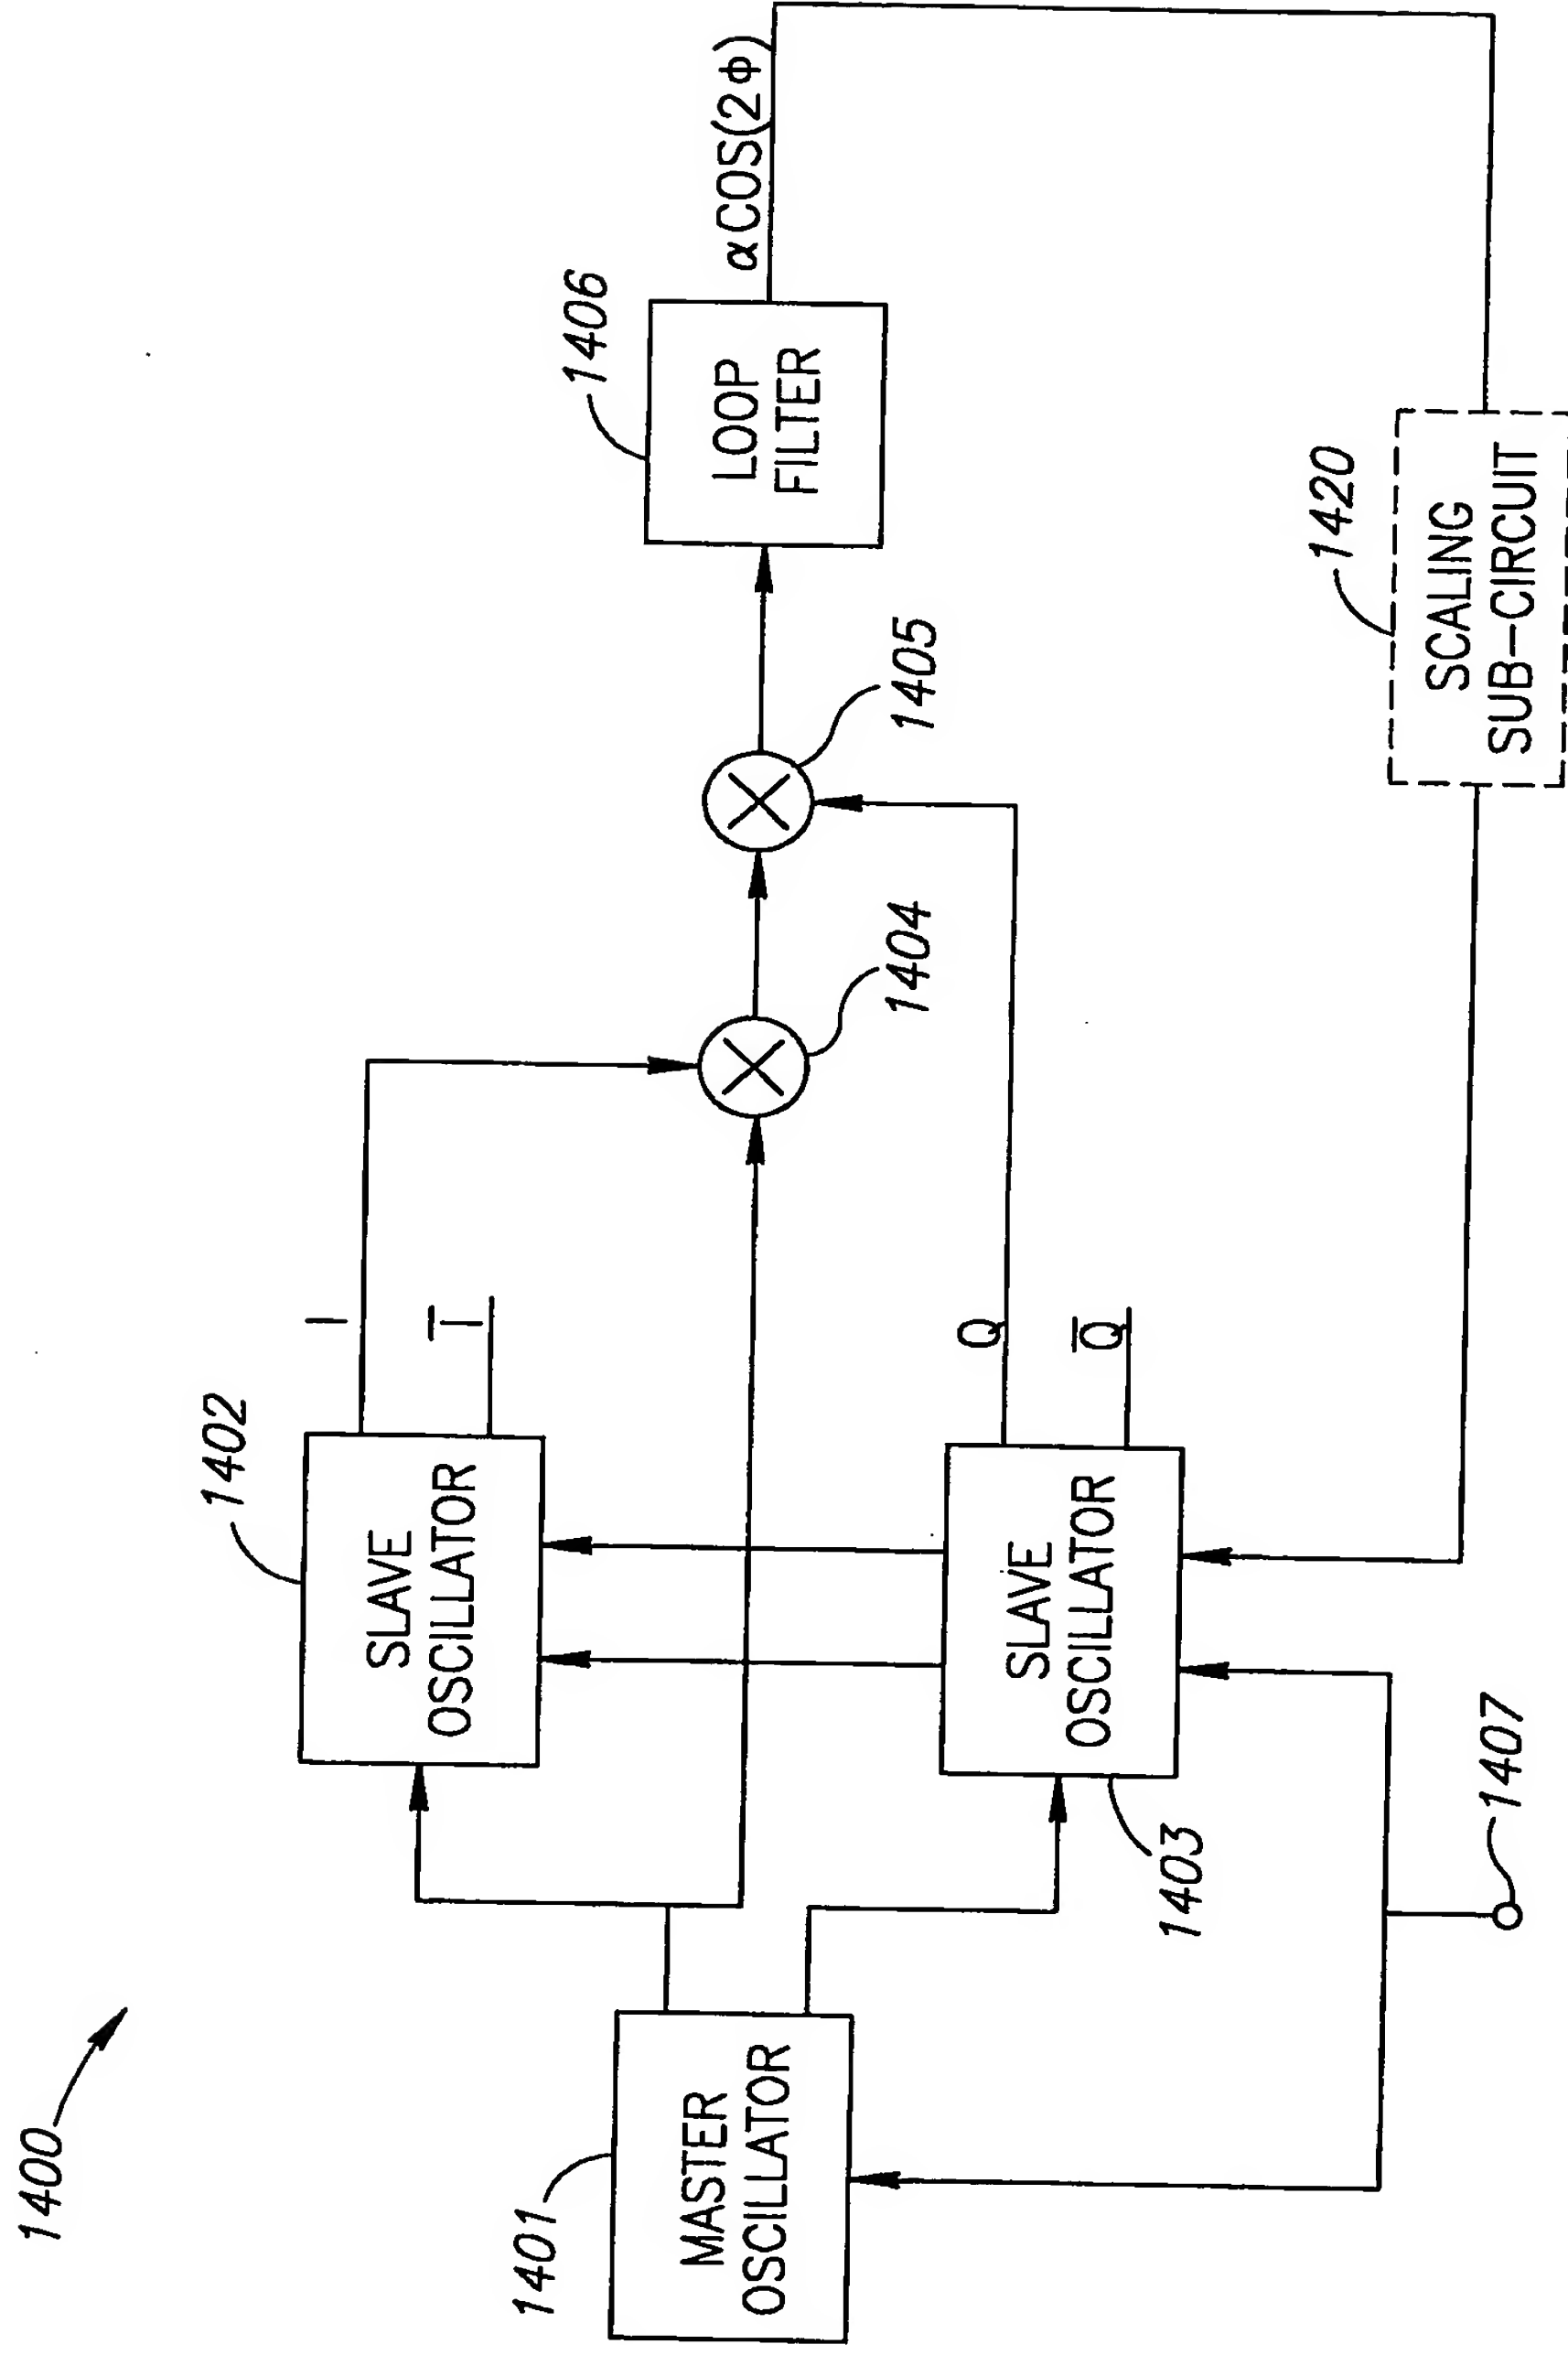 1400
1401
MASTER
OSCILLATOR
1402
SLAVE
OSCILLATOR
I
I̅
1403
SLAVE
OSCILLATOR
Q
Q̅
1407
1404
1405
1406
LOOP
FILTER
αCOS(2Φ)
1420
SCALING
SUB-CIRCUIT